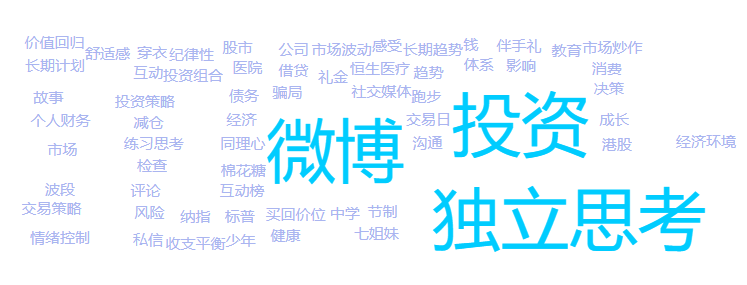 价值回归
舒适感
穿衣
纪律性
股市
公司
市场波动
感受
长期趋势
钱
伴手礼
教育
市场炒作
长期计划
互动
投资组合
医院
借贷
礼金
恒生医疗
趋势
体系
影响
消费
故事
投资策略
债务
骗局
社交媒体
跑步
决策
个人财务
减仓
经济
微博
交易日
投资
成长
市场
练习思考
同理心
沟通
港股
经济环境
检查
棉花糖
波段
评论
互动榜
独立思考
交易策略
风险
纳指
标普
买回价位
中学
节制
情绪控制
私信
收支平衡
少年
健康
七姐妹